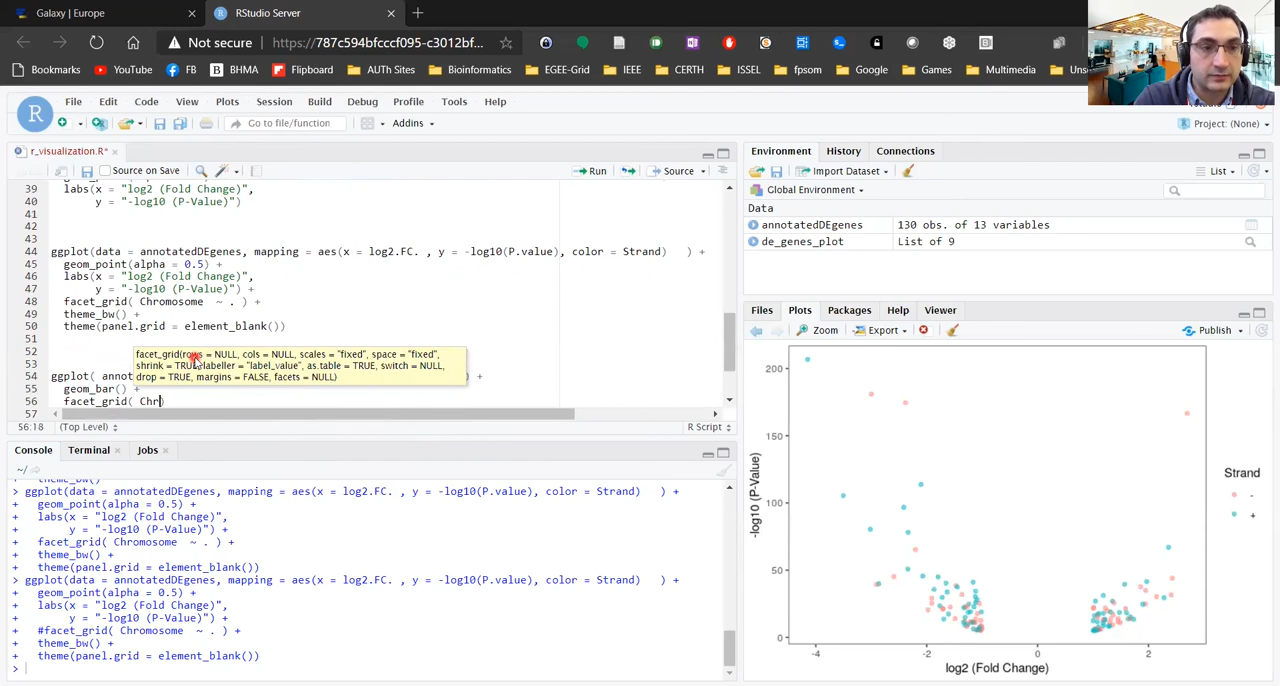 Galaxy | Europe
RStudio Server
Not secure https://787c594bfcccf095-c3012bf...
Bookmarks YouTube FB BHMA Flipboard AUTh Sites Bioinformatics EGEE-Grid IEEE CERTH ISSEL fpsom Google Games Multimedia
File Edit Code View Plots Session Build Debug Profile Tools Help
Go to file/function Addins
Project: (None)
r_visualization.R*
Source on Save Run Source
39 labs(x = "log2 (Fold Change)",
40 y = "-log10 (P-Value)")
41
42
43
44 ggplot(data = annotatedDEgenes, mapping = aes(x = log2.FC. , y = -log10(P.value), color = Strand) ) +
45 geom_point(alpha = 0.5) +
46 labs(x = "log2 (Fold Change)",
47 y = "-log10 (P-Value)") +
48 facet_grid( Chromosome ~ . ) +
49 theme_bw() +
50 theme(panel.grid = element_blank())
51
52
facet_grid(rows = NULL, cols = NULL, scales = "fixed", space = "fixed",
53 shrink = TRUE, labeller = "label_value", as.table = TRUE, switch = NULL,
54 ggplot( anno drop = TRUE, margins = FALSE, facets = NULL) +
55 geom_bar() +
56 facet_grid( Chr)
57
56:18 (Top Level) R Script
Console Terminal Jobs
~/
> ggplot(data = annotatedDEgenes, mapping = aes(x = log2.FC. , y = -log10(P.value), color = Strand) ) +
+ geom_point(alpha = 0.5) +
+ labs(x = "log2 (Fold Change)",
+ y = "-log10 (P-Value)") +
+ facet_grid( Chromosome ~ . ) +
+ theme_bw() +
+ theme(panel.grid = element_blank())
> ggplot(data = annotatedDEgenes, mapping = aes(x = log2.FC. , y = -log10(P.value), color = Strand) ) +
+ geom_point(alpha = 0.5) +
+ labs(x = "log2 (Fold Change)",
+ y = "-log10 (P-Value)") +
+ #facet_grid( Chromosome ~ . ) +
+ theme_bw() +
+ theme(panel.grid = element_blank())
>
Environment History Connections
Import Dataset List
Global Environment
Data
annotatedDEgenes 130 obs. of 13 variables
de_genes_plot List of 9
Files Plots Packages Help Viewer
Zoom Export Publish
200
150
100
50
0
-4 -2 0 2
-log10 (P-Value)
log2 (Fold Change)
Strand
-
+